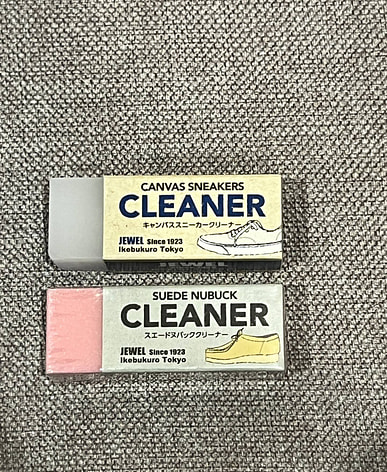 CANVAS SNEAKERS
CLEANER
キャンバススニーカークリーナー
JEWEL Since 1923
Ikebukuro Tokyo
JEWEL
SUEDE NUBUCK
CLEANER
スエードヌバッククリーナー
JEWEL Since 1923
Ikebukuro Tokyo